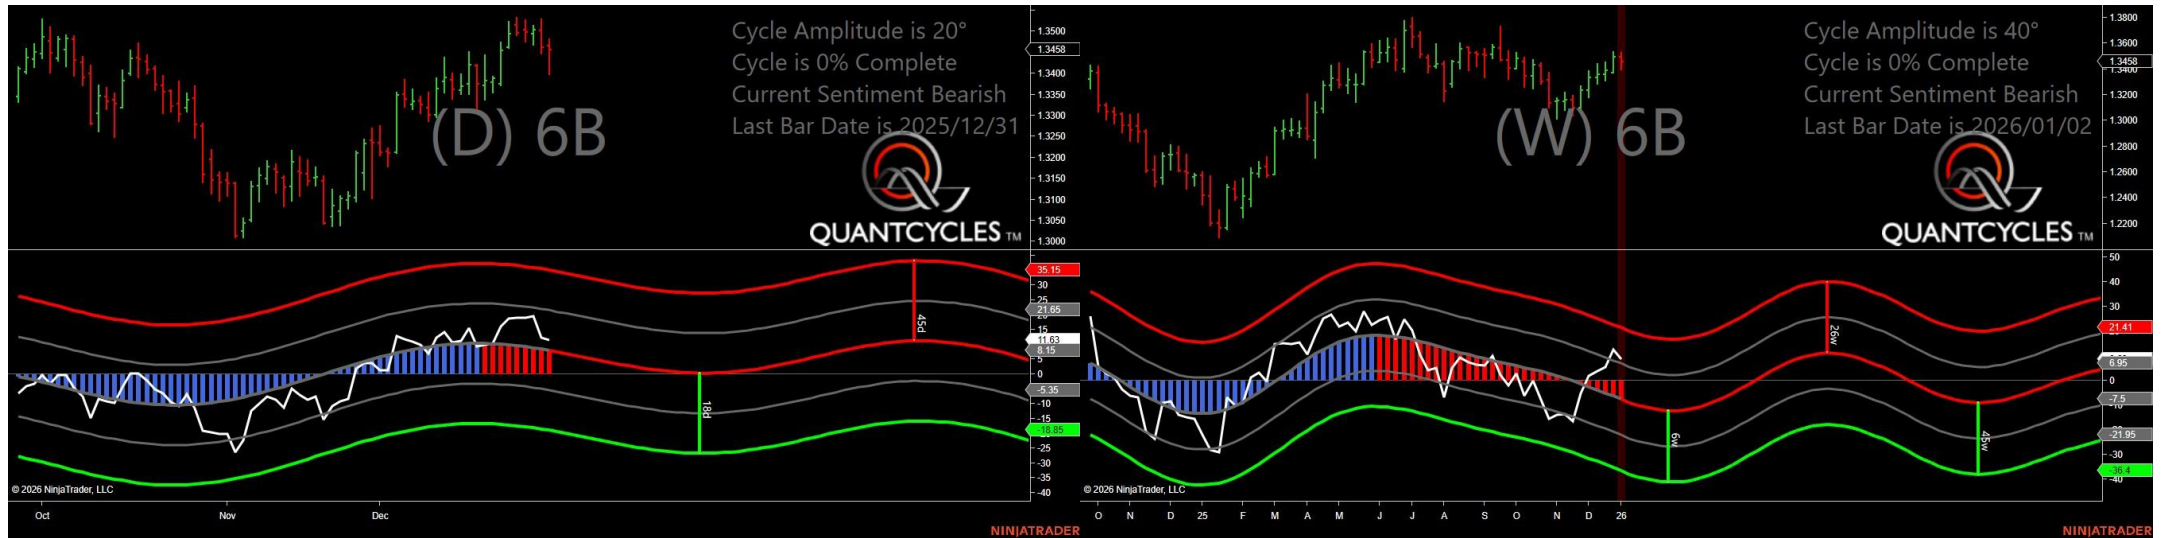 Cycle Amplitude is 20°
Cycle is 0% Complete
Current Sentiment Bearish
Last Bar Date is 2025/12/31
(D) 6B
QUANTCYCLES TM
1.3500
1.3458
1.3400
1.3350
1.3300
1.3250
1.3200
1.3150
1.3100
1.3050
1.3000
35.15
30
25
21.65
15
11.63
8.15
5
0
-5.35
-10
-15
-18.85
-25
-30
-35
-40
45d
18d
© 2026 NinjaTrader, LLC
Oct Nov Dec
NINJATRADER
Cycle Amplitude is 40°
Cycle is 0% Complete
Current Sentiment Bearish
Last Bar Date is 2026/01/02
(W) 6B
QUANTCYCLES TM
1.3800
1.3600
1.3458
1.3400
1.3200
1.3000
1.2800
1.2600
1.2400
1.2200
50
40
30
21.41
6.95
0
-7.5
-10
-21.95
-30
-36.4
-40
26w
6w
45w
© 2026 NinjaTrader, LLC
O N D 25 F M A M J J A S O N D 26
NINJATRADER